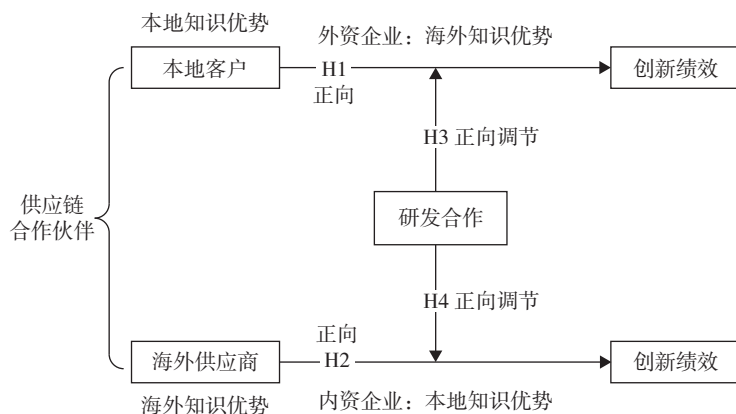 本地知识优势
外资企业：海外知识优势
本地客户
H1
正向
创新绩效
H3 正向调节
供应链
合作伙伴
研发合作
H4 正向调节
正向
海外供应商
H2
创新绩效
海外知识优势
内资企业：本地知识优势